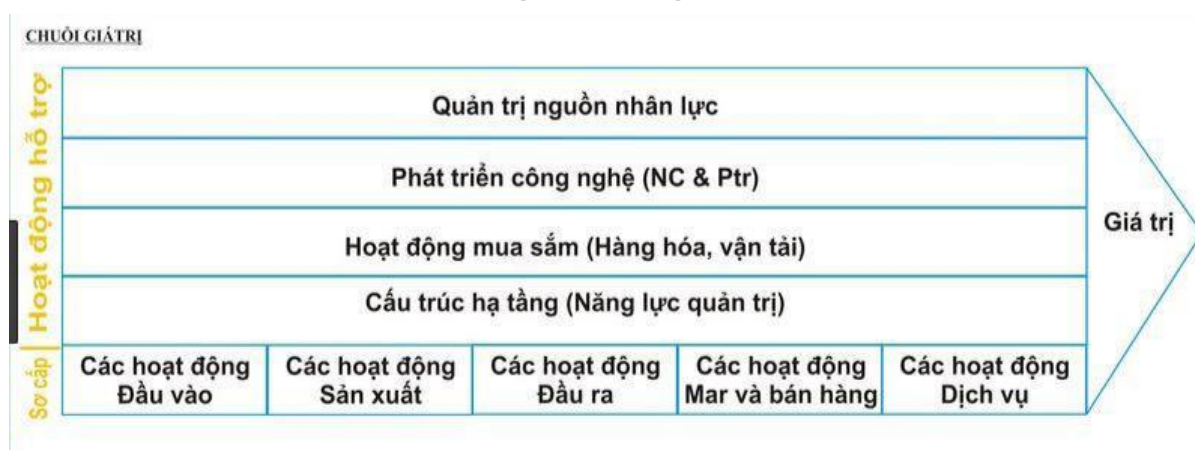 CHUỖI GIÁTRỊ
Hoạt động hỗ trợ
Quản trị nguồn nhân lực
Phát triển công nghệ (NC & Ptr)
Hoạt động mua sắm (Hàng hóa, vận tải)
Cấu trúc hạ tầng (Năng lực quản trị)
Giá trị
Sơ cấp
Các hoạt động
Đầu vào
Các hoạt động
Sản xuất
Các hoạt động
Đầu ra
Các hoạt động
Mar và bán hàng
Các hoạt động
Dịch vụ